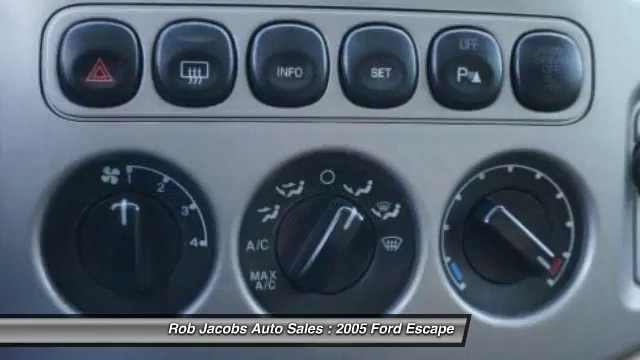 OFF
INFO
SET
P
1
2
3
4
A/C
MAX
A/C
Rob Jacobs Auto Sales : 2005 Ford Escape